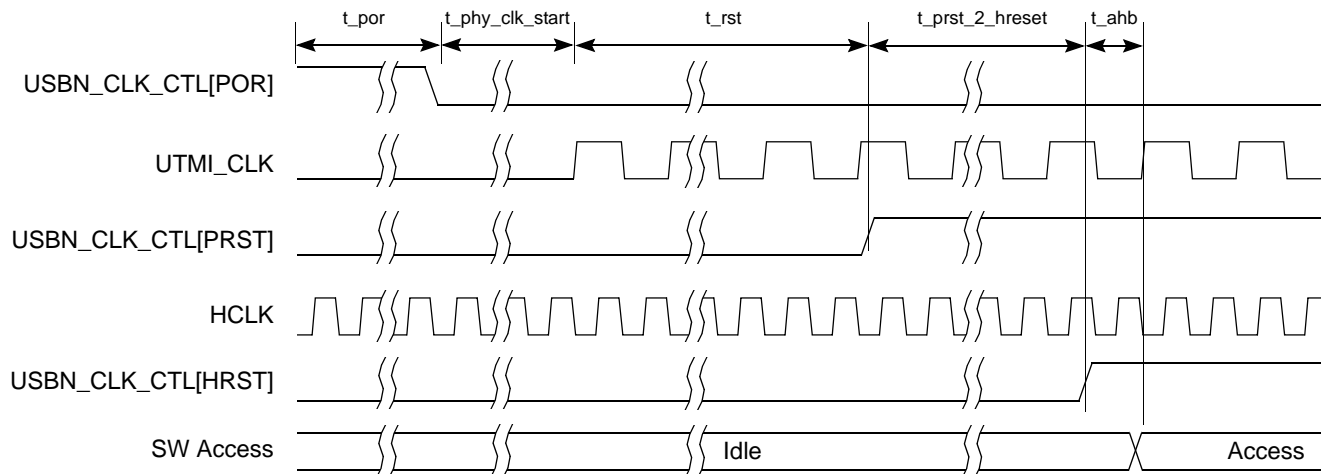 t_por t_phy_clk_start t_rst t_prst_2_hreset t_ahb
USBN_CLK_CTL[POR]
UTMI_CLK
USBN_CLK_CTL[PRST]
HCLK
USBN_CLK_CTL[HRST]
SW Access Idle Access